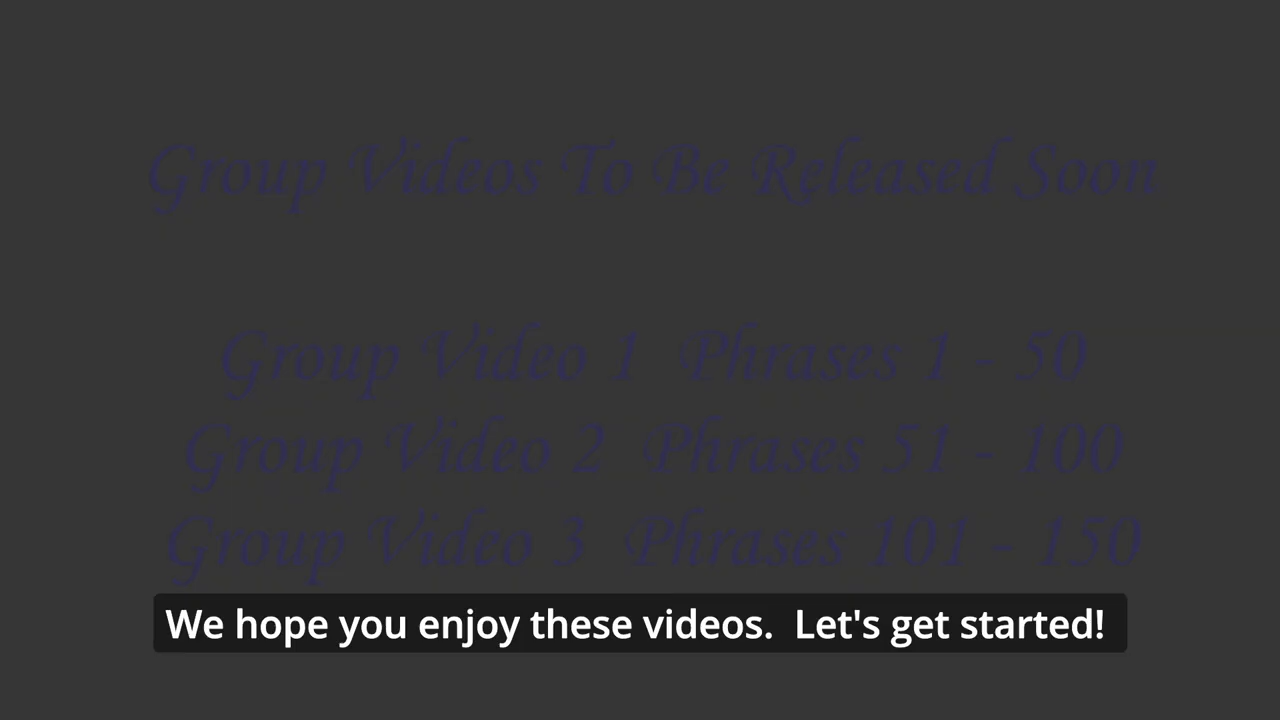 Group Videos To Be Released Soon
Group Video 1 Phrases 1 - 50
Group Video 2 Phrases 51 - 100
Group Video 3 Phrases 101 - 150
We hope you enjoy these videos. Let's get started!